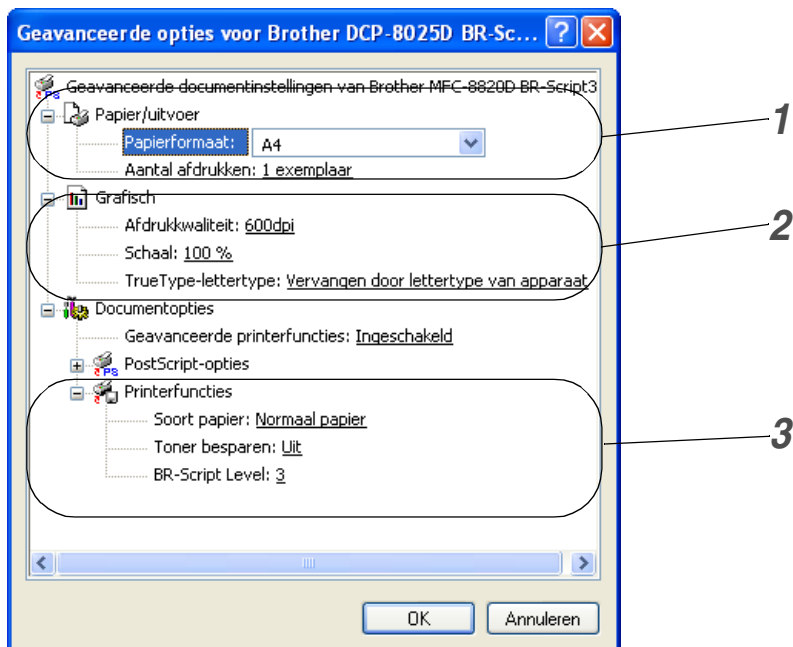 Geavanceerde opties voor Brother DCP-8025D BR-Sc...
Geavanceerde documentinstellingen van Brother MFC-8820D BR-Script3
Papier/uitvoer
Papierformaat: A4
Aantal afdrukken: 1 exemplaar
1
Grafisch
Afdrukkwaliteit: 600dpi
Schaal: 100 %
TrueType-lettertype: Vervangen door lettertype van apparaat
2
Documentopties
Geavanceerde printerfuncties: Ingeschakeld
PostScript-opties
Printerfuncties
Soort papier: Normaal papier
Toner besparen: Uit
BR-Script Level: 3
3
OK
Annuleren